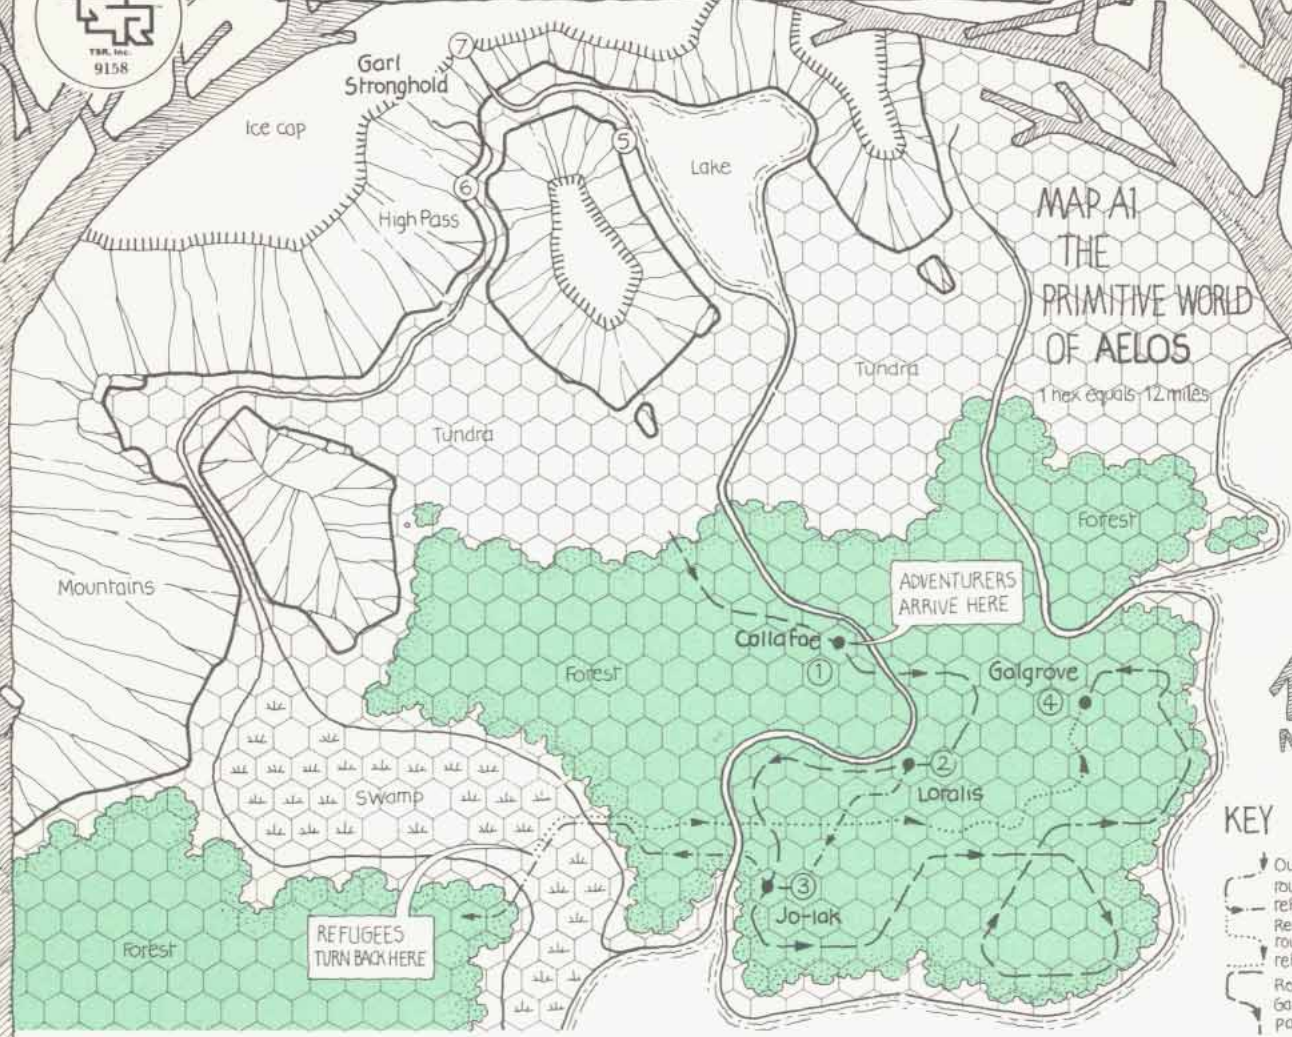 TSR, Inc.
9158
Garl
Stronghold
7
Ice cap
5
Lake
6
High Pass
MAP A1
THE
PRIMITIVE WORLD
OF AELOS
1 hex equals 12 miles
Tundra
Tundra
Forest
Mountains
ADVENTURERS
ARRIVE HERE
Calla Fae
1
Forest
Galgrove
4
2
Loralis
Swamp
KEY
3
Jo-lak
REFUGEES
TURN BACK HERE
Forest